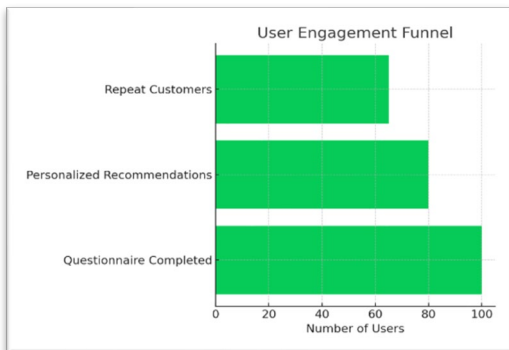 User Engagement Funnel
Repeat Customers
Personalized Recommendations
Questionnaire Completed
0 20 40 60 80 100
Number of Users